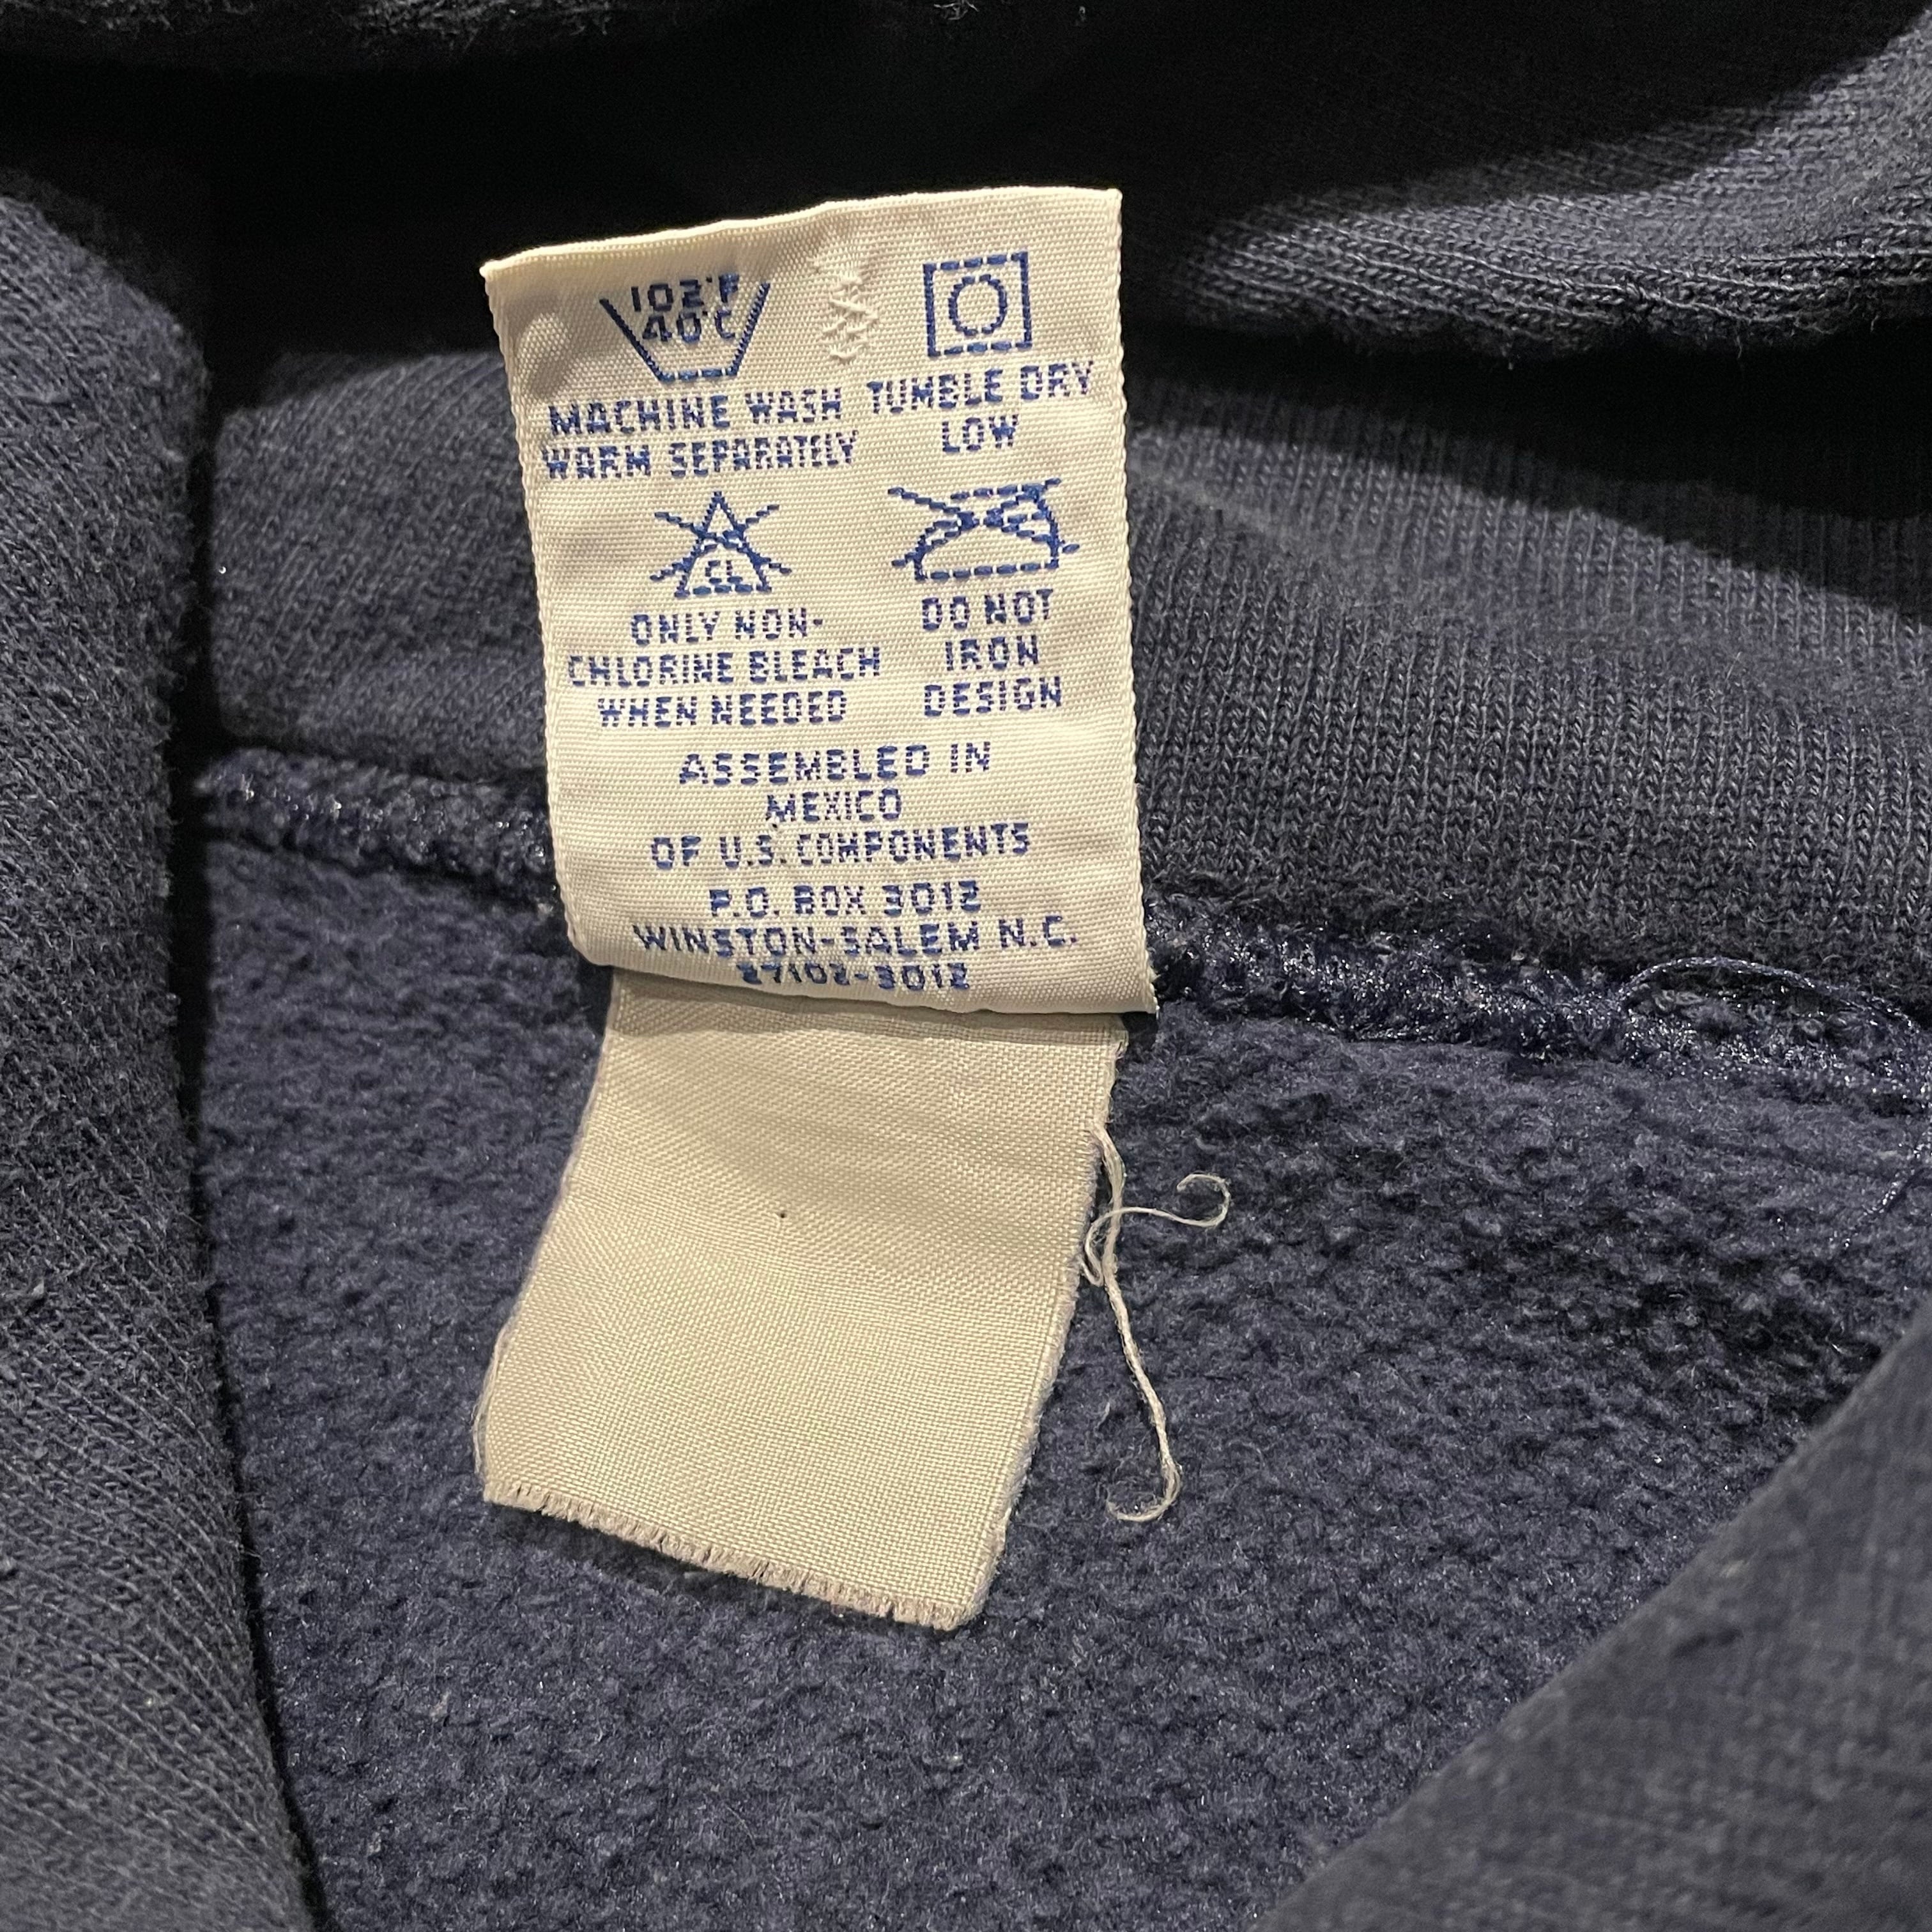 102°F
40°C
MACHINE WASH
WARM SEPARATELY
TUMBLE DRY
LOW
CL
ONLY NON-
CHLORINE BLEACH
WHEN NEEDED
DO NOT
IRON
DESIGN
ASSEMBLED IN
MEXICO
OF U.S. COMPONENTS
P.O. BOX 3012
WINSTON-SALEM N.C.
27102-3012